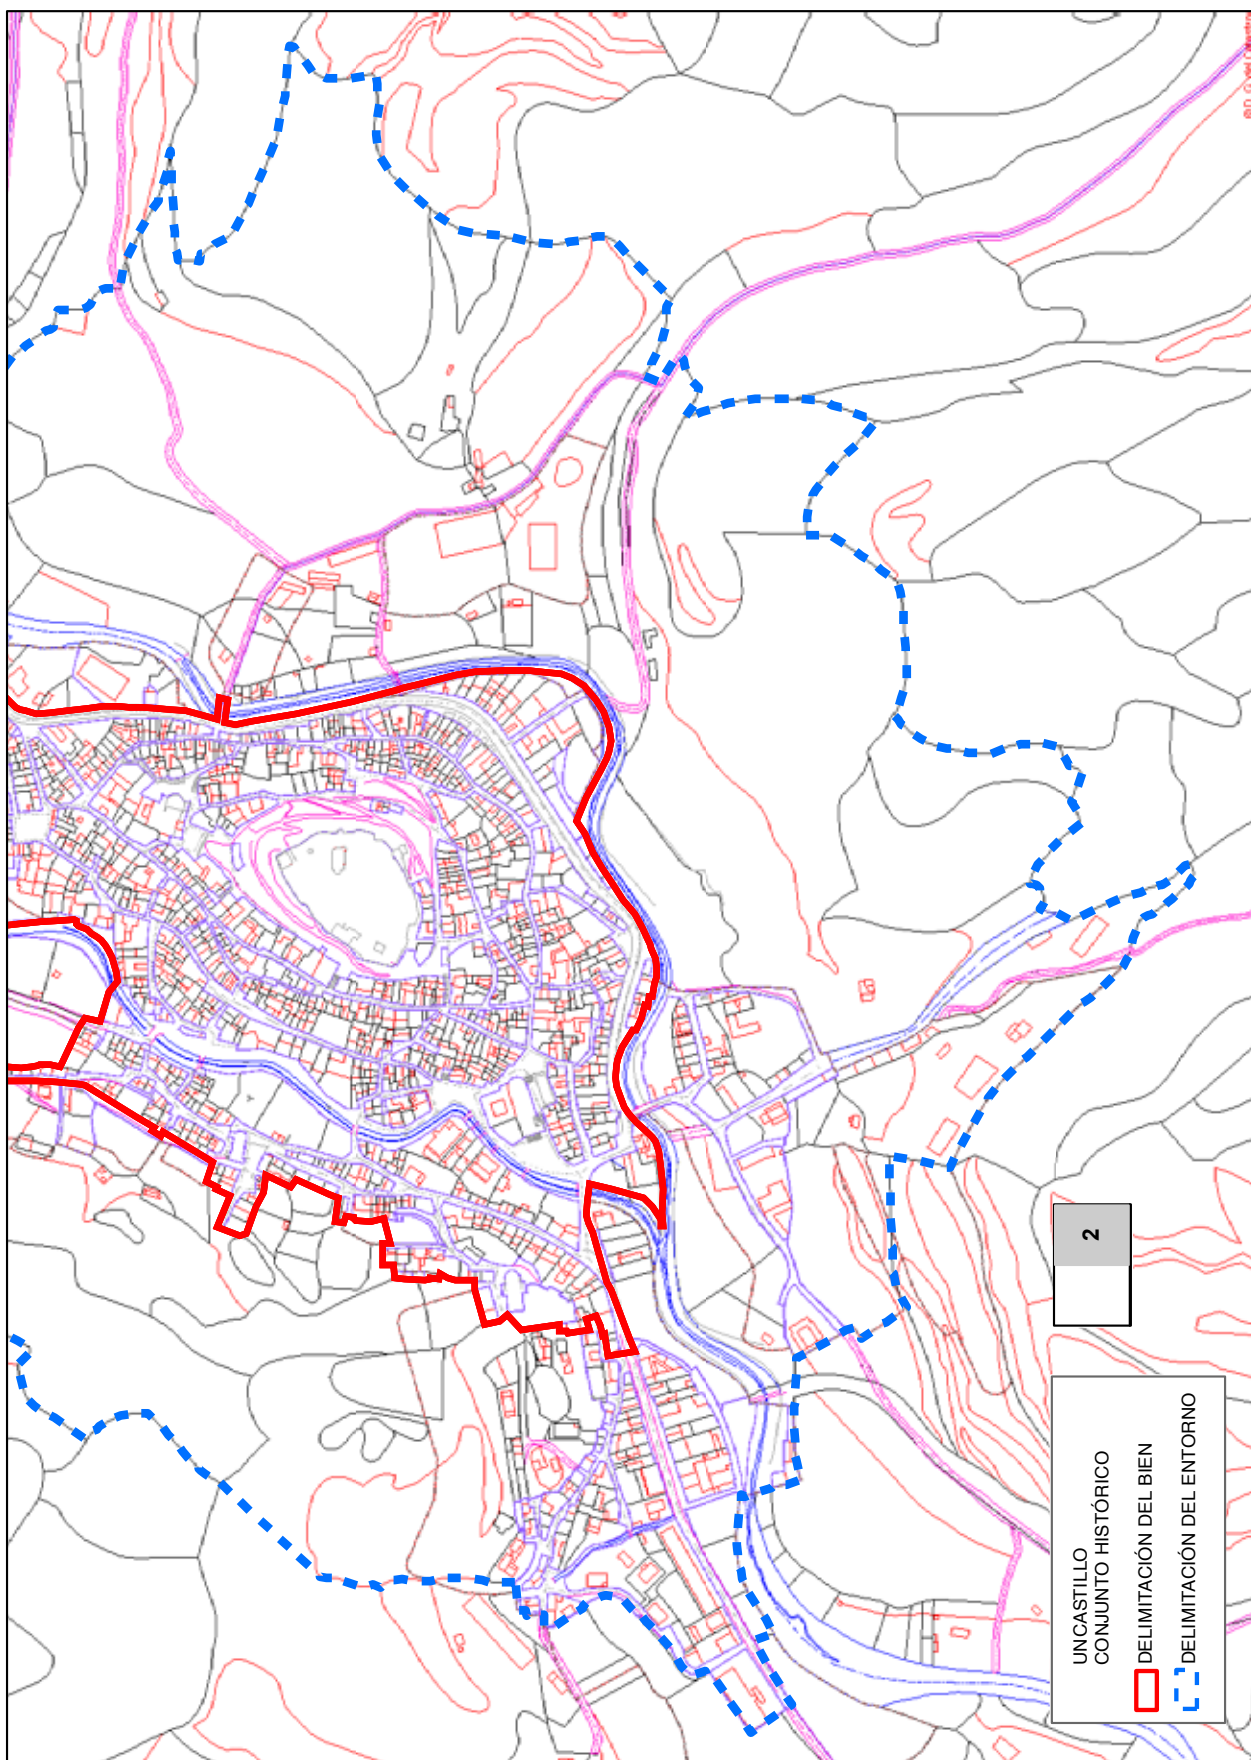 UNCASTILLO
CONJUNTO HISTÓRICO
DELIMITACIÓN DEL BIEN
DELIMITACIÓN DEL ENTORNO
2